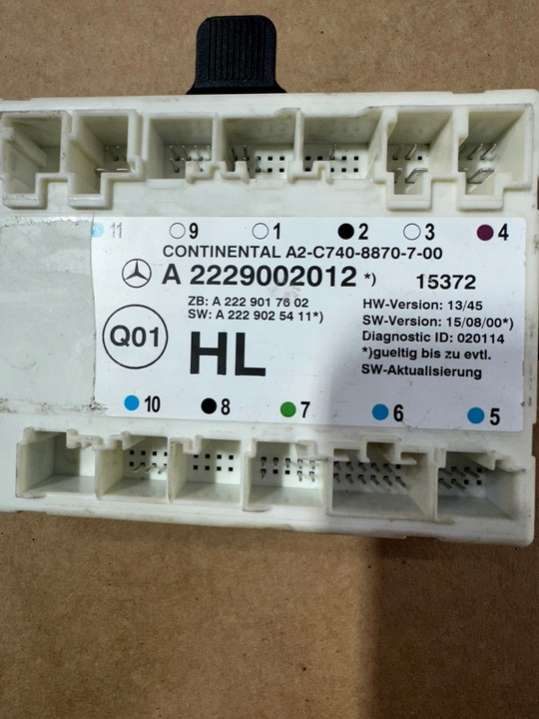 11 9 1 2 3 4
CONTINENTAL A2-C740-8870-7-00
A 2229002012 *) 15372
ZB: A 222 901 76 02
SW: A 222 902 54 11*)
Q01
HL
HW-Version: 13/45
SW-Version: 15/08/00*)
Diagnostic ID: 020114
*)gueltig bis zu evtl.
SW-Aktualisierung
10 8 7 6 5